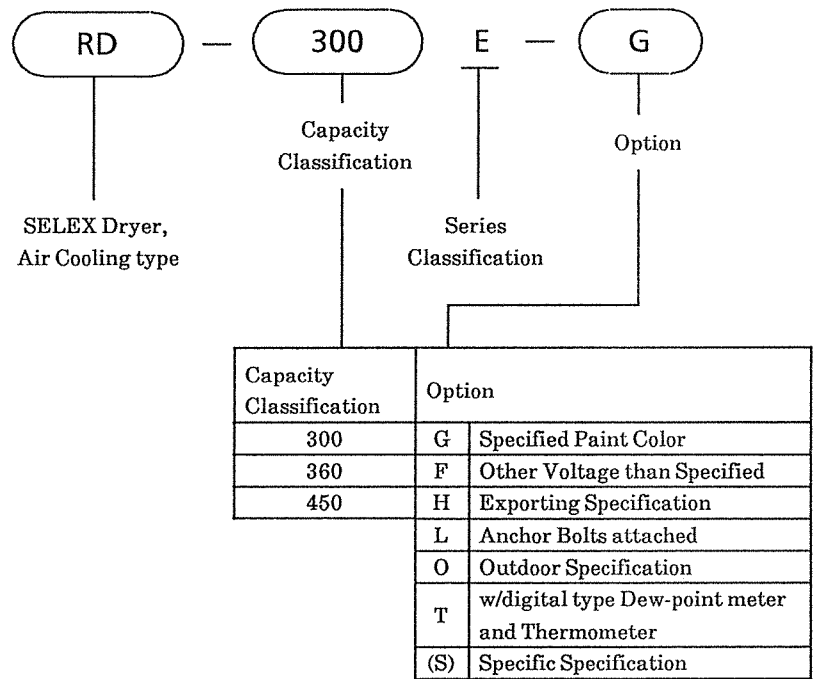 RD — 300 E — G
Capacity
Classification
Option
SELEX Dryer,
Air Cooling type
Series
Classification
Capacity
Classification
Option
300 G Specified Paint Color
360 F Other Voltage than Specified
450 H Exporting Specification
L Anchor Bolts attached
O Outdoor Specification
T w/digital type Dew-point meter
and Thermometer
(S) Specific Specification